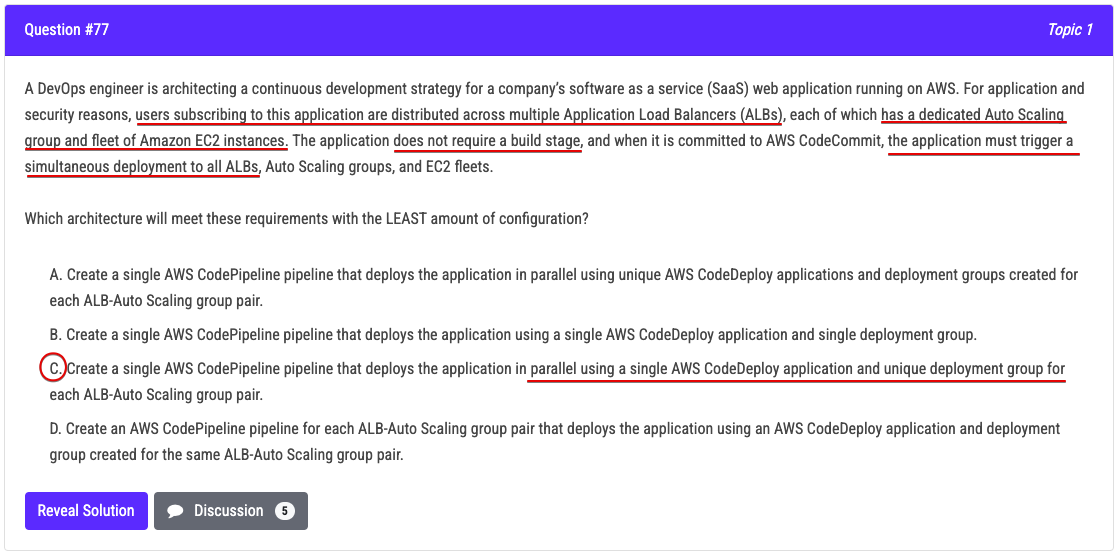 Question #77
Topic 1
A DevOps engineer is architecting a continuous development strategy for a company's software as a service (SaaS) web application running on AWS. For application and
security reasons, users subscribing to this application are distributed across multiple Application Load Balancers (ALBs), each of which has a dedicated Auto Scaling
group and fleet of Amazon EC2 instances. The application does not require a build stage, and when it is committed to AWS CodeCommit, the application must trigger a
simultaneous deployment to all ALBs, Auto Scaling groups, and EC2 fleets.
Which architecture will meet these requirements with the LEAST amount of configuration?
A. Create a single AWS CodePipeline pipeline that deploys the application in parallel using unique AWS CodeDeploy applications and deployment groups created for
each ALB-Auto Scaling group pair.
B. Create a single AWS CodePipeline pipeline that deploys the application using a single AWS CodeDeploy application and single deployment group.
C. Create a single AWS CodePipeline pipeline that deploys the application in parallel using a single AWS CodeDeploy application and unique deployment group for
each ALB-Auto Scaling group pair.
D. Create an AWS CodePipeline pipeline for each ALB-Auto Scaling group pair that deploys the application using an AWS CodeDeploy application and deployment
group created for the same ALB-Auto Scaling group pair.
Reveal Solution
Discussion 5